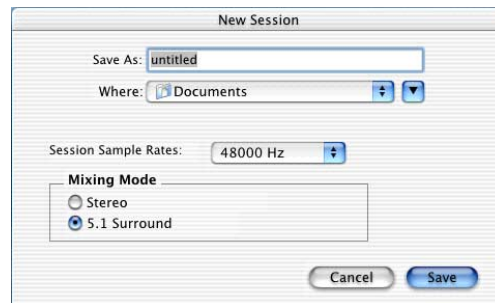 New Session
Save As: untitled
Where: Documents
Session Sample Rates: 48000 Hz
Mixing Mode
Stereo
5.1 Surround
Cancel Save